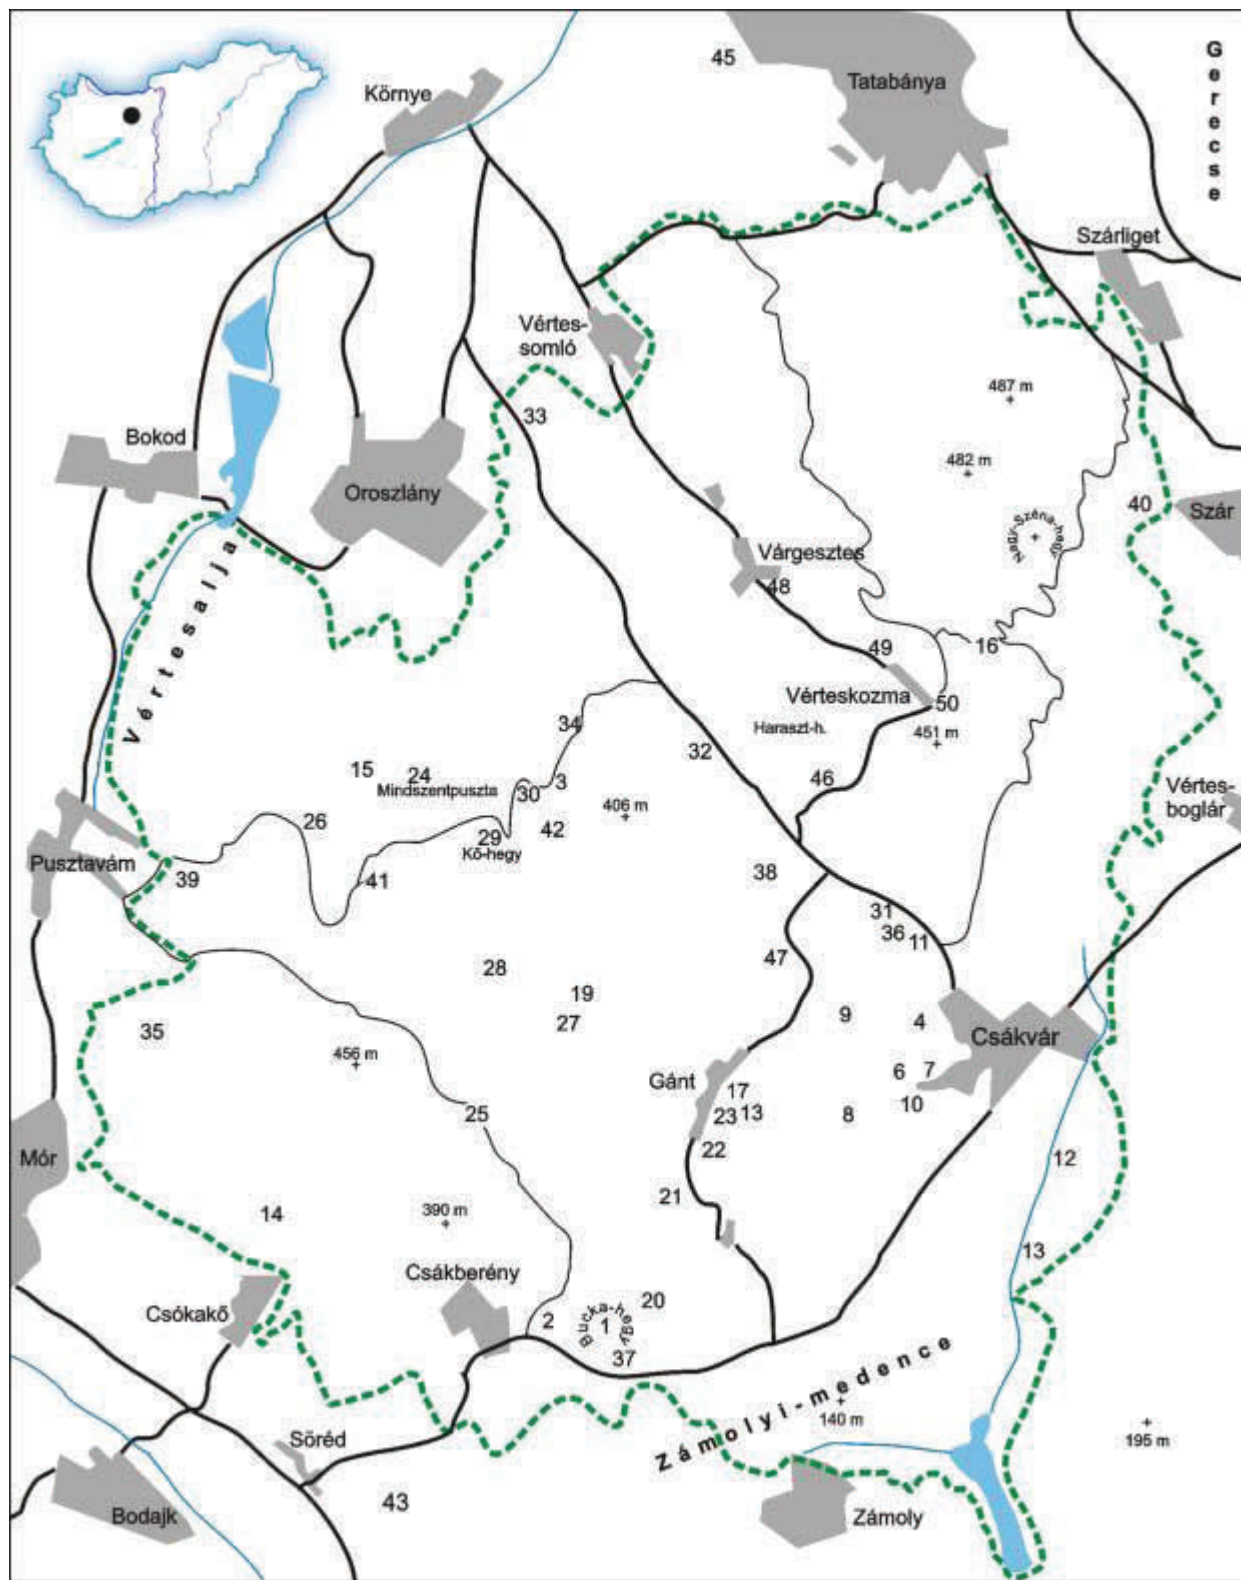 45
Tatabánya
Gerecse
Környe
Szárliget
Vértes-
somló
487 m
33
Bokod
482 m
Oroszlány
40
Szár
Nagy-Széna-hegy
Várgesztes
48
Vértesalja
49
16
Vérteskozma
50
34
Haraszt-h.
32
451 m
15
24
3
46
Mindszentpuszta
30
Vértes-
boglár
26
406 m
42
29
Kő-hegy
Pusztavám
39
41
38
31
36
11
47
28
19
9
4
27
35
Csákvár
456 m
6
7
Gánt
17
10
25
23
13
8
22
Mór
12
21
14
390 m
13
Csákberény
20
Csókakő
2
Bucka-hegy
1
37
Zámolyi-medence
140 m
195 m
Söréd
43
Bodajk
Zámoly